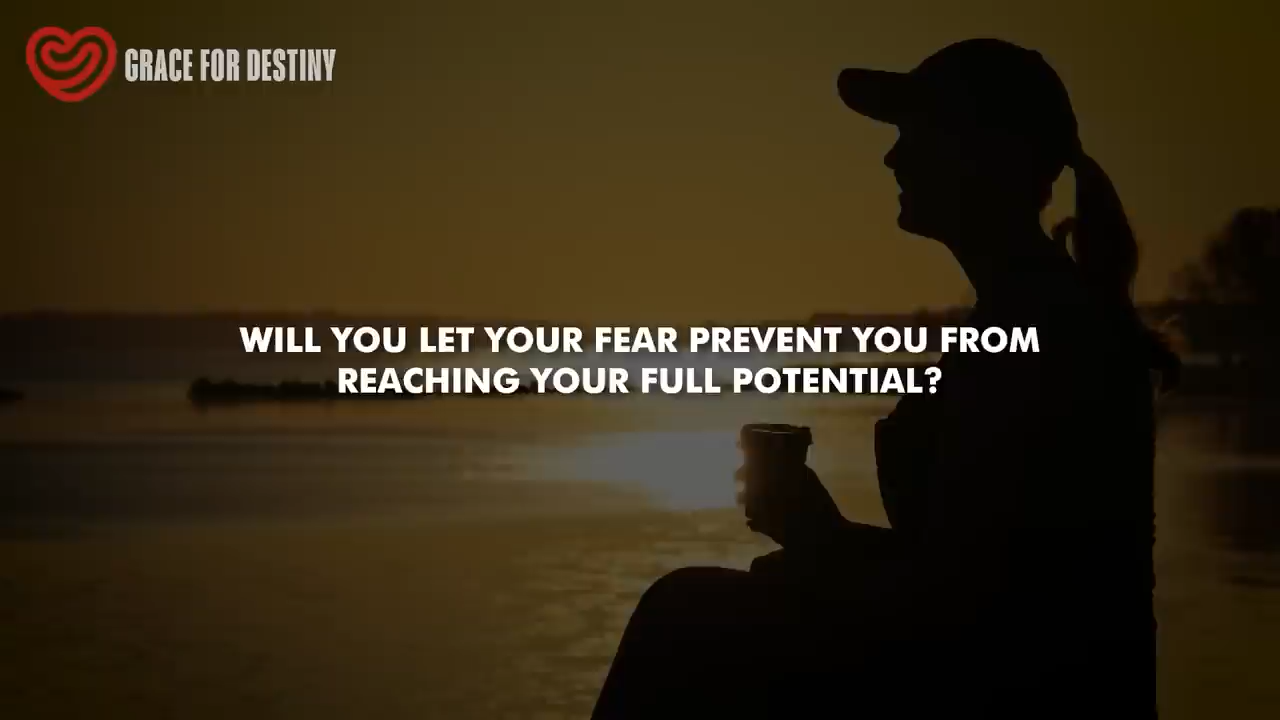 GRACE FOR DESTINY
WILL YOU LET YOUR FEAR PREVENT YOU FROM
REACHING YOUR FULL POTENTIAL?